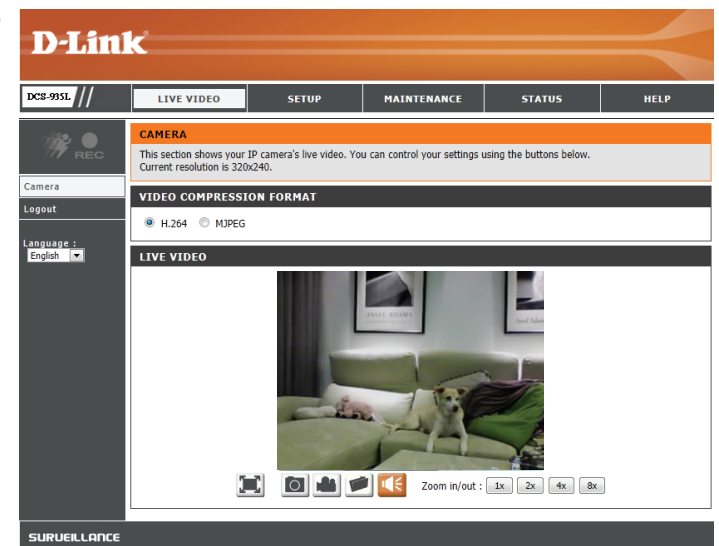 D-Link
DCS-935L //
LIVE VIDEO
SETUP
MAINTENANCE
STATUS
HELP
REC
Camera
Logout
Language :
English
CAMERA
This section shows your IP camera's live video. You can control your settings using the buttons below.
Current resolution is 320x240.
VIDEO COMPRESSION FORMAT
H.264 MJPEG
LIVE VIDEO
ANSEL ADAMS
Zoom in/out : 1x 2x 4x 8x
SURVEILLANCE